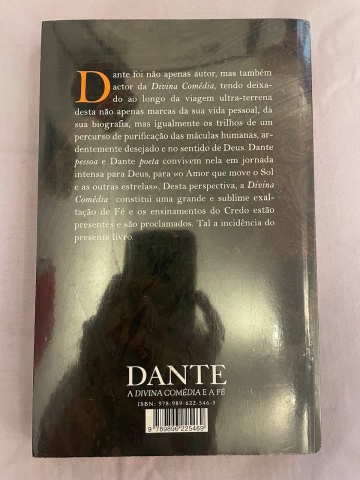 Dante foi não apenas autor, mas também
actor da Divina Comédia, tendo deixa-
do ao longo da viagem ultra-terrena
desta não apenas marcas da sua vida pessoal, da
sua biografia, mas igualmente os trilhos de um
percurso de purificação das máculas humanas, ar-
dentemente desejado e no sentido de Deus. Dante
pessoa e Dante poeta convivem nela em jornada
intensa para Deus, para «o Amor que move o Sol
e as outras estrelas». Desta perspectiva, a Divina
Comédia constitui uma grande e sublime exal-
tação de Fé e os ensinamentos do Credo estão
presentes e são proclamados. Tal a incidência do
presente livro.
DANTE
A DIVINA COMÉDIA E A FÉ
ISBN: 978-989-622-546-9
9 789896 225469